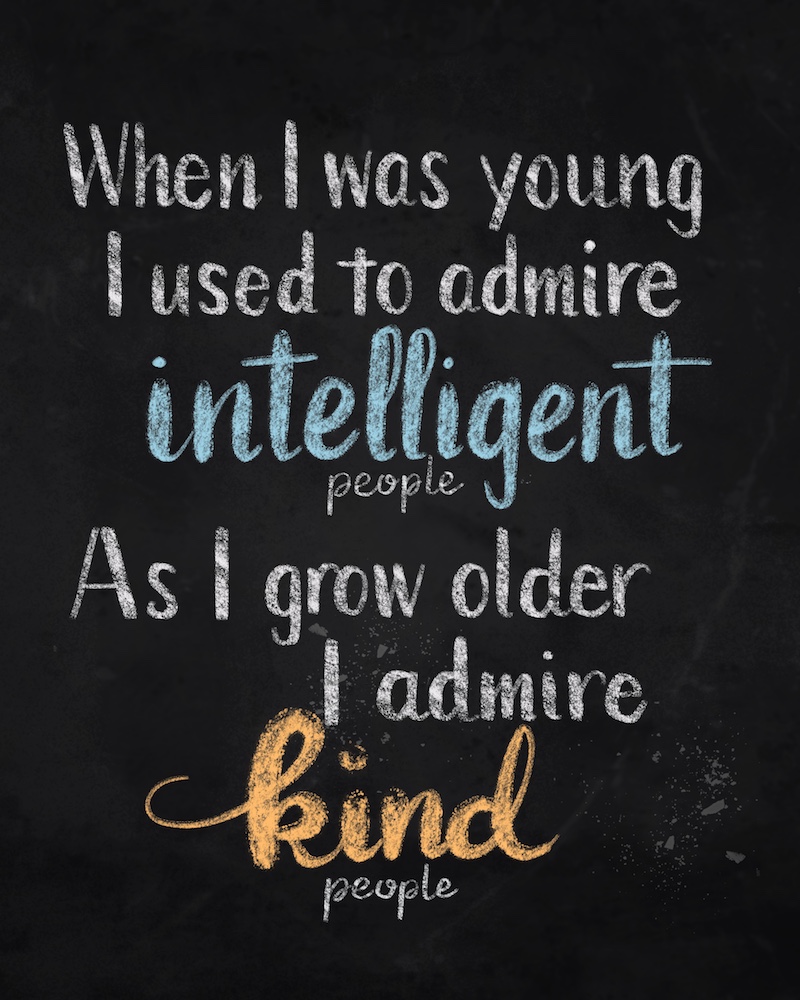 When I was young
I used to admire
intelligent
people
As I grow older
I admire
kind
people